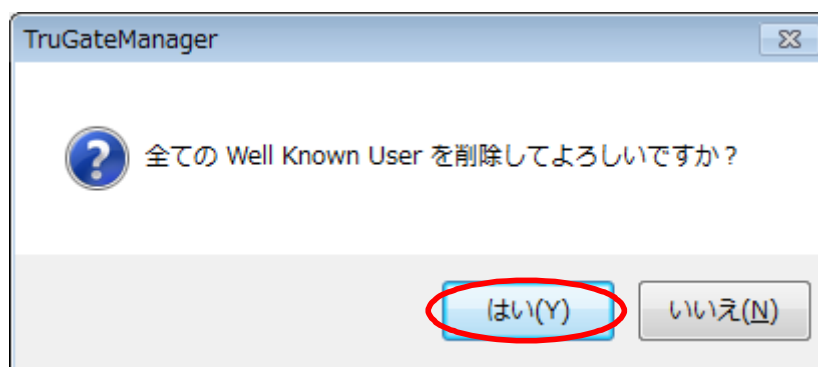 TruGateManager
全ての Well Known User を削除してよろしいですか？
はい(Y)
いいえ(N)